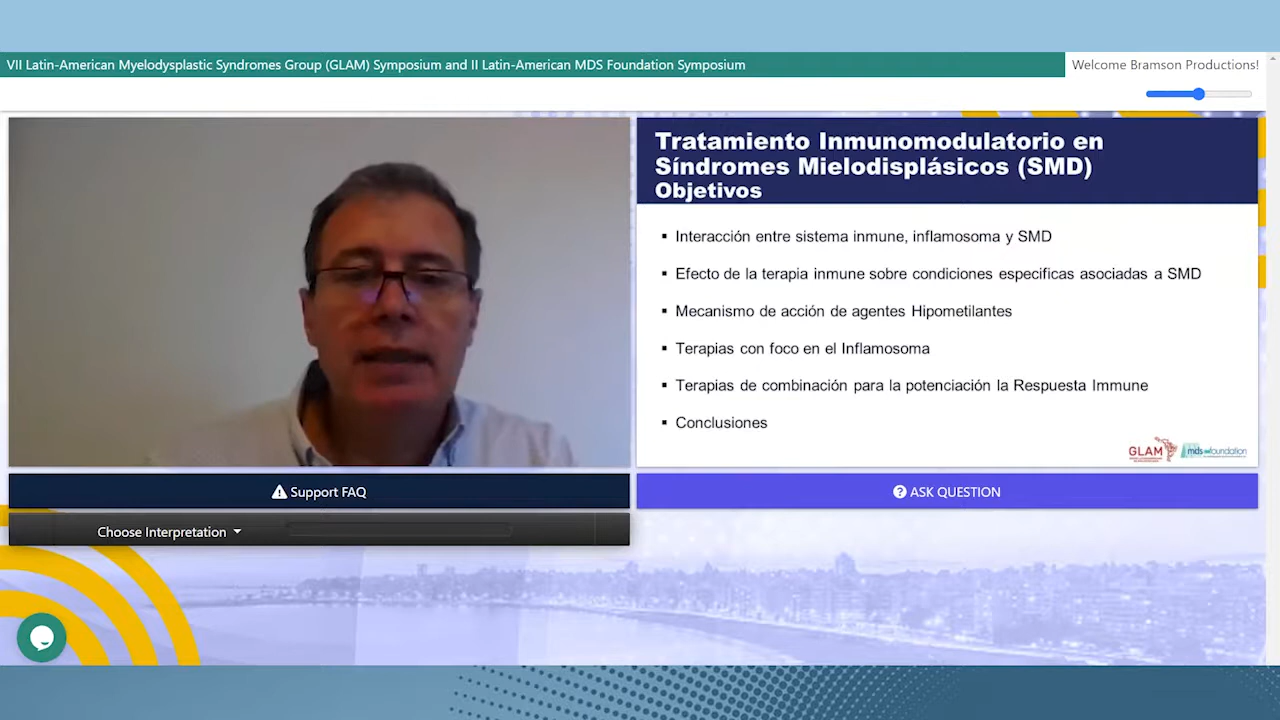 VII Latin-American Myelodysplastic Syndromes Group (GLAM) Symposium and II Latin-American MDS Foundation Symposium
Welcome Bramson Productions!
Tratamiento Inmunomodulatorio en
Síndromes Mielodisplásicos (SMD)
Objetivos
▪ Interacción entre sistema inmune, inflamosoma y SMD
▪ Efecto de la terapia inmune sobre condiciones especificas asociadas a SMD
▪ Mecanismo de acción de agentes Hipometilantes
▪ Terapias con foco en el Inflamosoma
▪ Terapias de combinación para la potenciación la Respuesta Immune
▪ Conclusiones
GLAM
mds foundation
Support FAQ
ASK QUESTION
Choose Interpretation